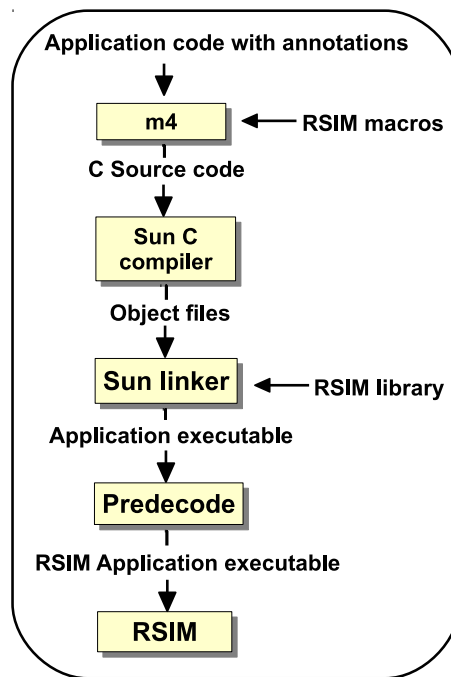 Application code with annotations
m4
RSIM macros
C Source code
Sun C
compiler
Object files
Sun linker
RSIM library
Application executable
Predecode
RSIM Application executable
RSIM